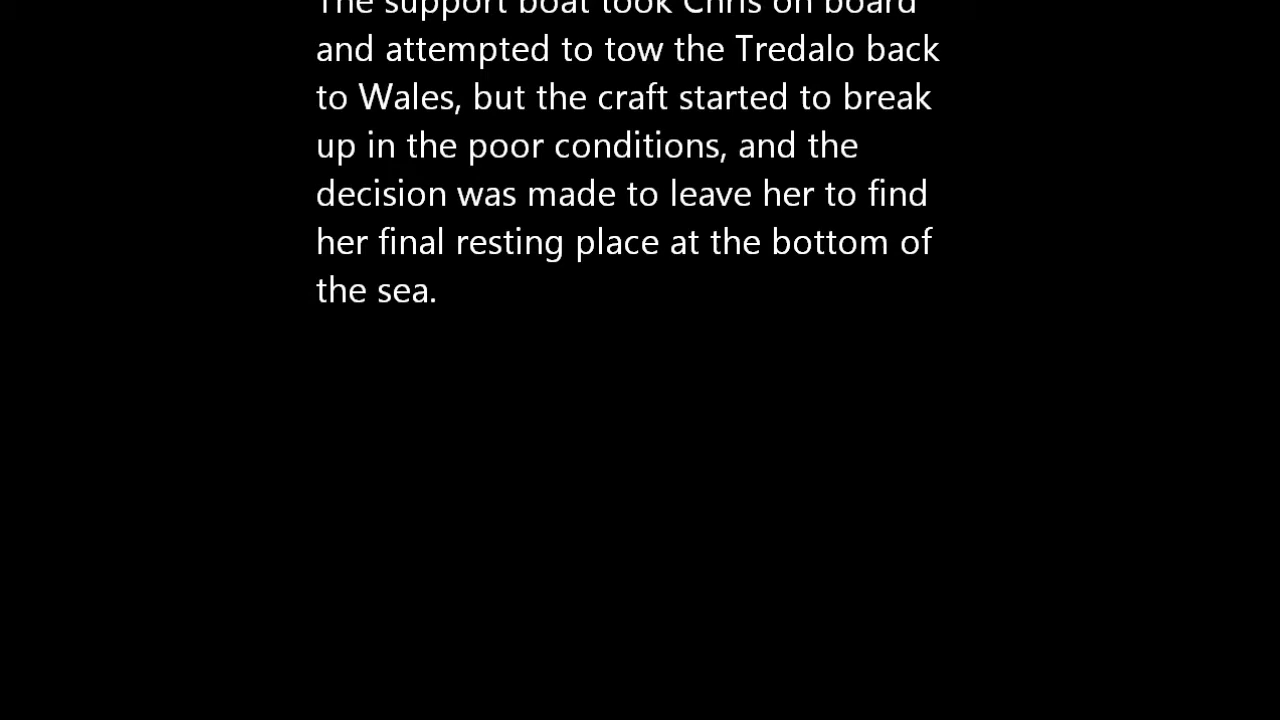 The support boat took Chris on board
and attempted to tow the Tredalo back
to Wales, but the craft started to break
up in the poor conditions, and the
decision was made to leave her to find
her final resting place at the bottom of
the sea.